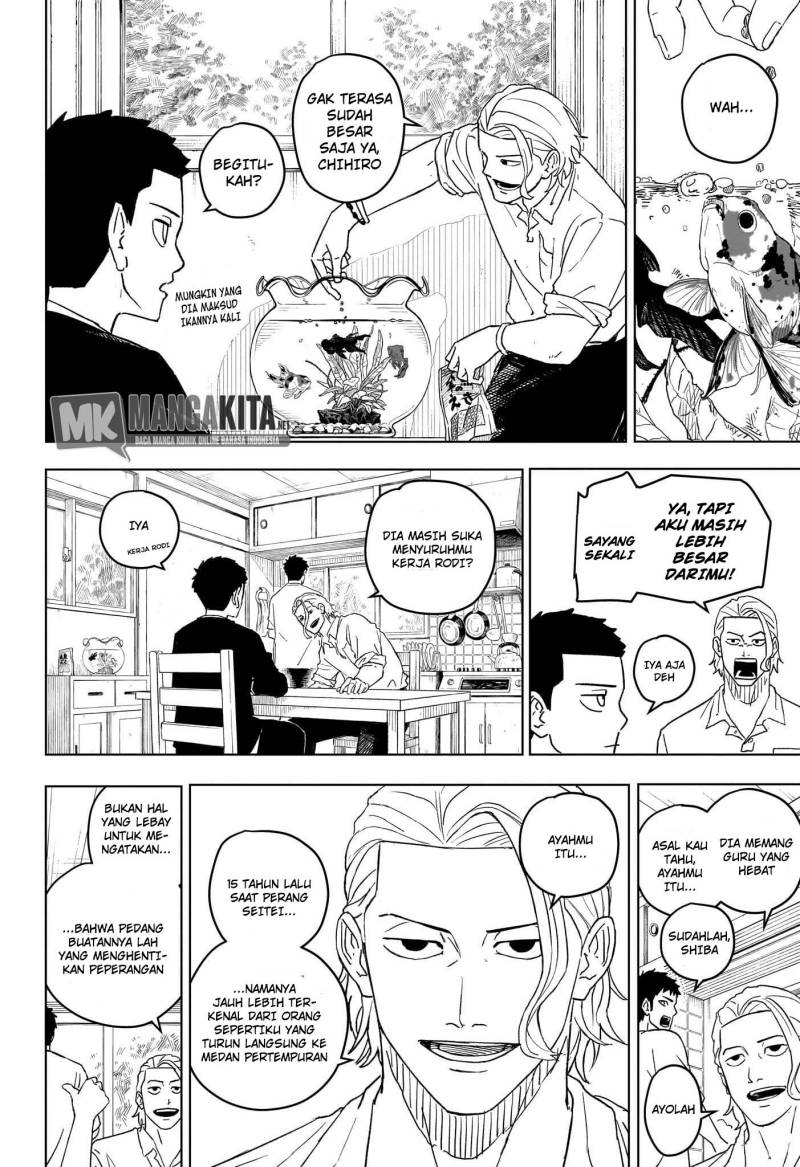 WAH...
GAK TERASA
SUDAH
BESAR
SAJA YA,
CHIHIRO
BEGITU-
KAH?
MUNGKIN YANG
DIA MAKSUD
IKANNYA KALI
MK MANGAKITA.NET
BACA MANGA KOMIK ONLINE BAHASA INDONESIA
YA, TAPI
AKU MASIH
LEBIH
BESAR
DARIMU!
SAYANG
SEKALI
IYA AJA
DEH
DIA MASIH SUKA
MENYURUHMU
KERJA RODI?
IYA
KERJA RODI
DIA MEMANG
GURU YANG
HEBAT
ASAL KAU
TAHU,
AYAHMU
ITU...
SUDAHLAH,
SHIBA
AYOLAH
AYAHMU
ITU...
15 TAHUN LALU
SAAT PERANG
SEITEI...
...NAMANYA
JAUH LEBIH TER-
KENAL DARI ORANG
SEPERTIKU YANG
TURUN LANGSUNG KE
MEDAN PERTEMPURAN
BUKAN HAL
YANG LEBAY
UNTUK ME-
NGATAKAN...
...BAHWA PEDANG
BUATANNYA LAH
YANG MENGHENTI-
KAN PEPERANGAN